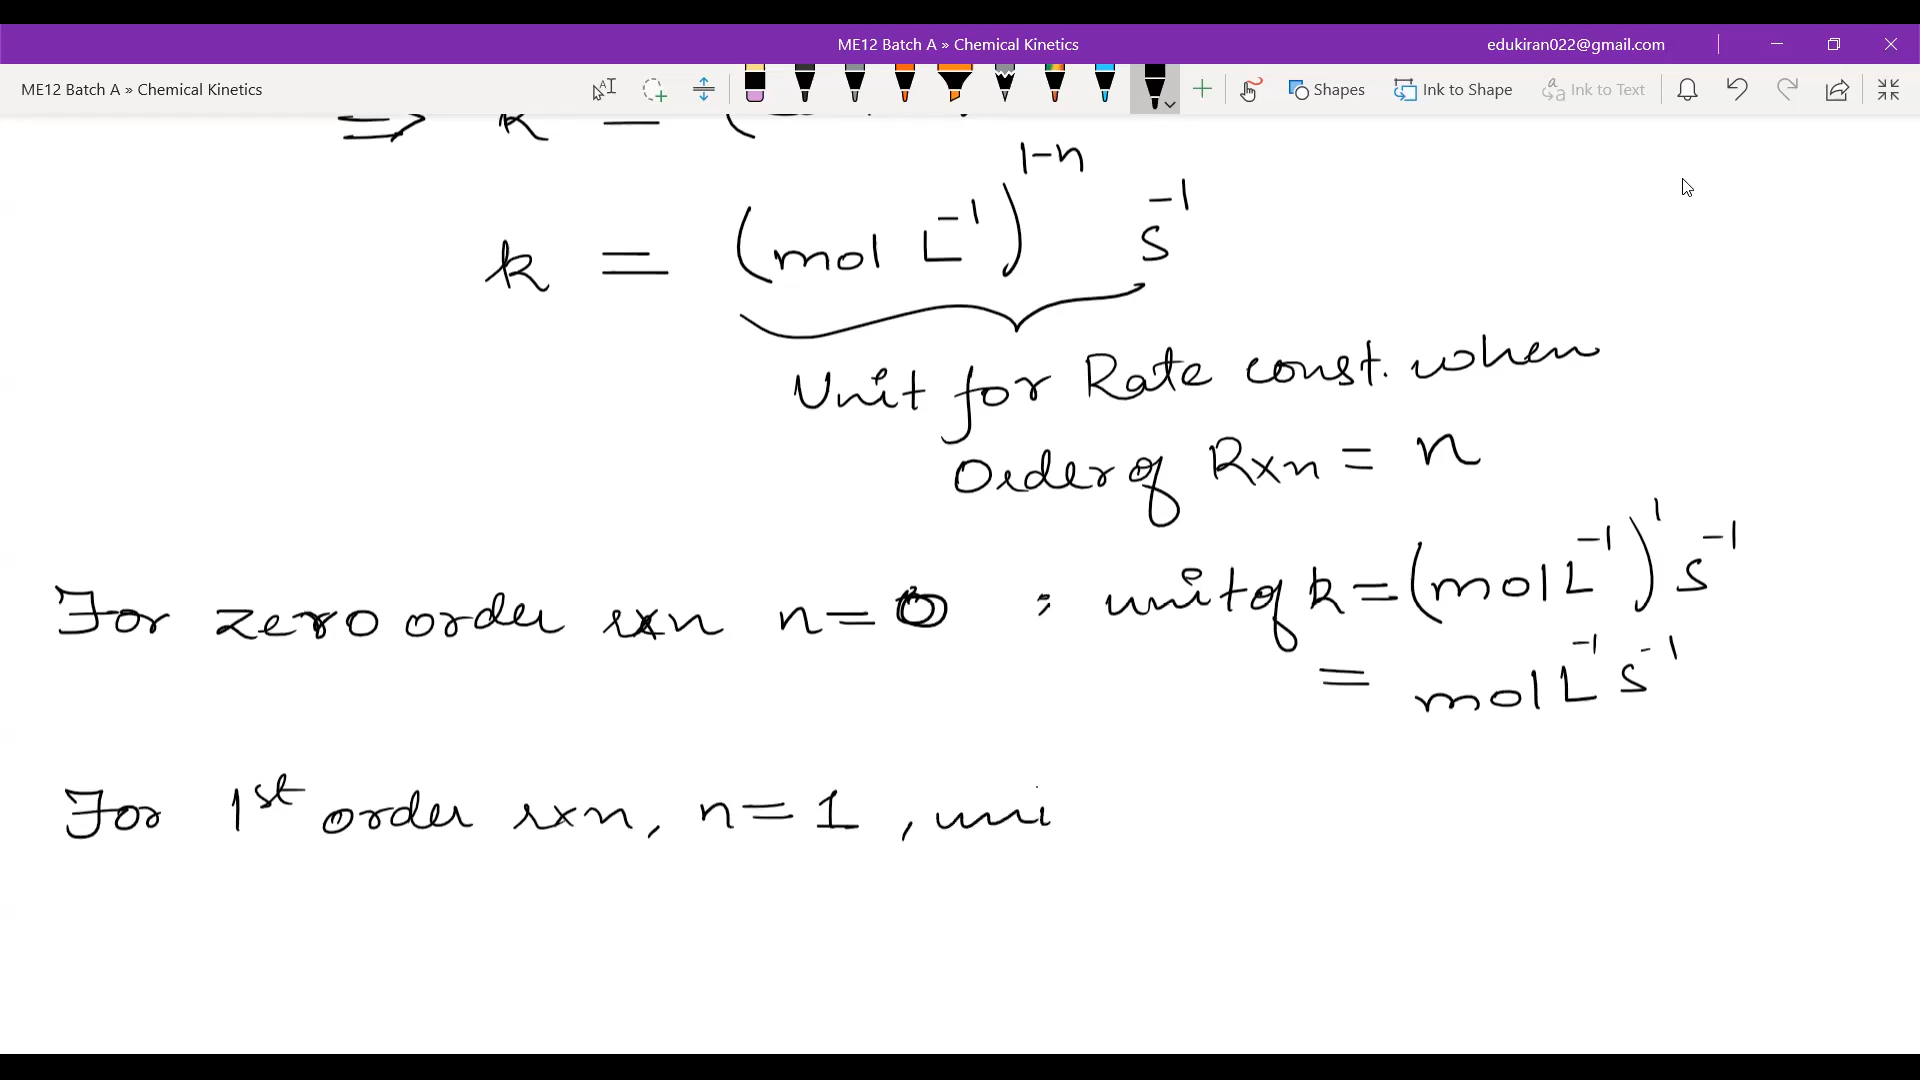 ME12 Batch A » Chemical Kinetics
edukiran022@gmail.com
ME12 Batch A » Chemical Kinetics
Shapes
Ink to Shape
Ink to Text
⇒ k = (
k = (mol L⁻¹)¹⁻ⁿ s⁻¹
Unit for Rate const. when
Order of Rxn = n
For zero order rxn n = 0 : unit of k = (mol L⁻¹)¹ s⁻¹
= mol L⁻¹ s⁻¹
For 1st order rxn, n = 1 , uni